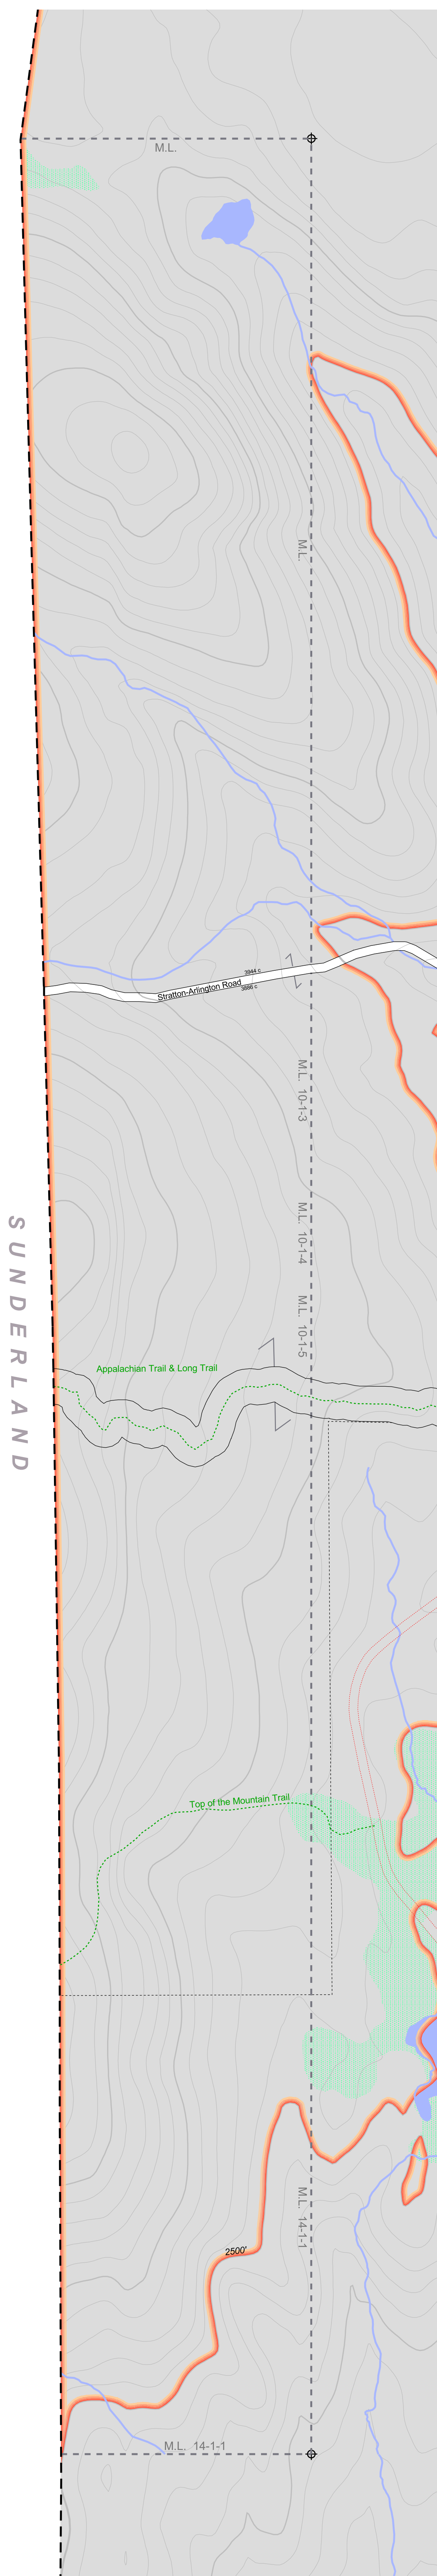 M.L.
M.L.
3944 c
Stratton-Arlington Road
3666 c
M.L. 10-1-3
M.L. 10-1-4
SUNDERLAND
M.L. 10-1-5
Appalachian Trail & Long Trail
Top of the Mountain Trail
M.L. 14-1-1
2500'
M.L. 14-1-1